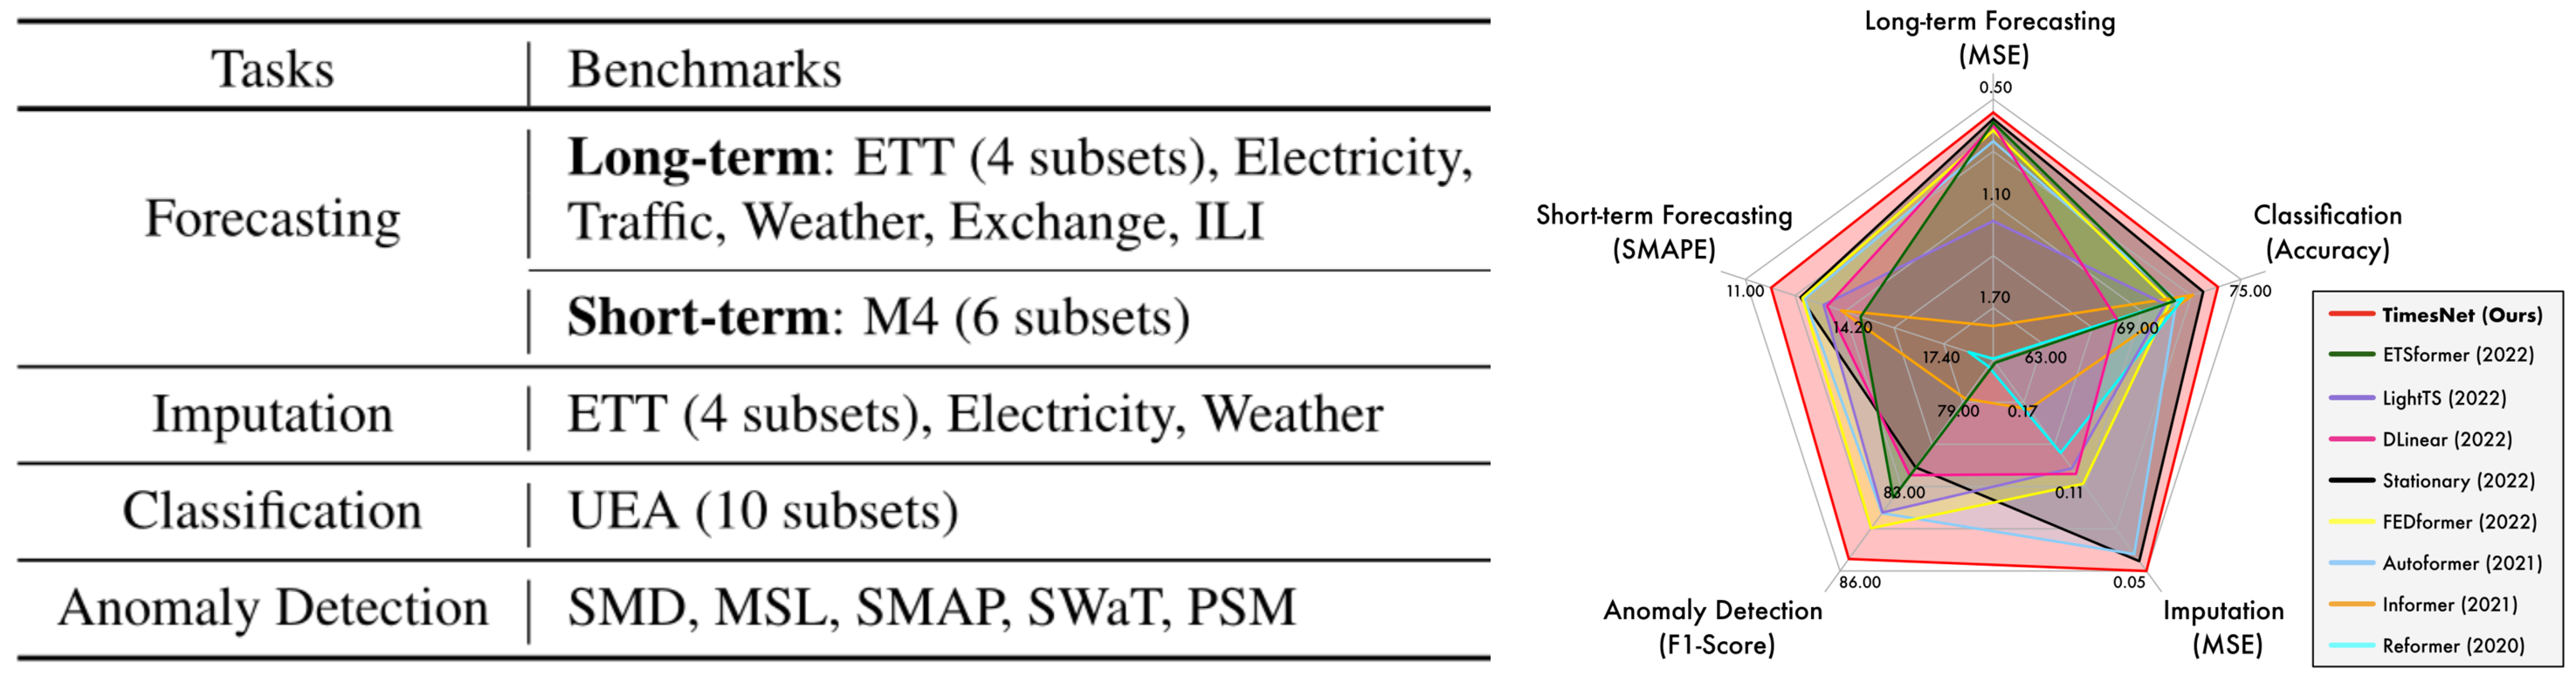 Tasks Benchmarks
Forecasting
Long-term: ETT (4 subsets), Electricity,
Traffic, Weather, Exchange, ILI
Short-term: M4 (6 subsets)
Imputation ETT (4 subsets), Electricity, Weather
Classification UEA (10 subsets)
Anomaly Detection SMD, MSL, SMAP, SWaT, PSM
Long-term Forecasting
(MSE)
0.50
1.10
1.70
Short-term Forecasting
(SMAPE)
11.00
14.20
17.40
Classification
(Accuracy)
75.00
69.00
63.00
79.00
83.00
86.00
Anomaly Detection
(F1-Score)
0.17
0.11
0.05
Imputation
(MSE)
TimesNet (Ours)
ETSformer (2022)
LightTS (2022)
DLinear (2022)
Stationary (2022)
FEDformer (2022)
Autoformer (2021)
Informer (2021)
Reformer (2020)